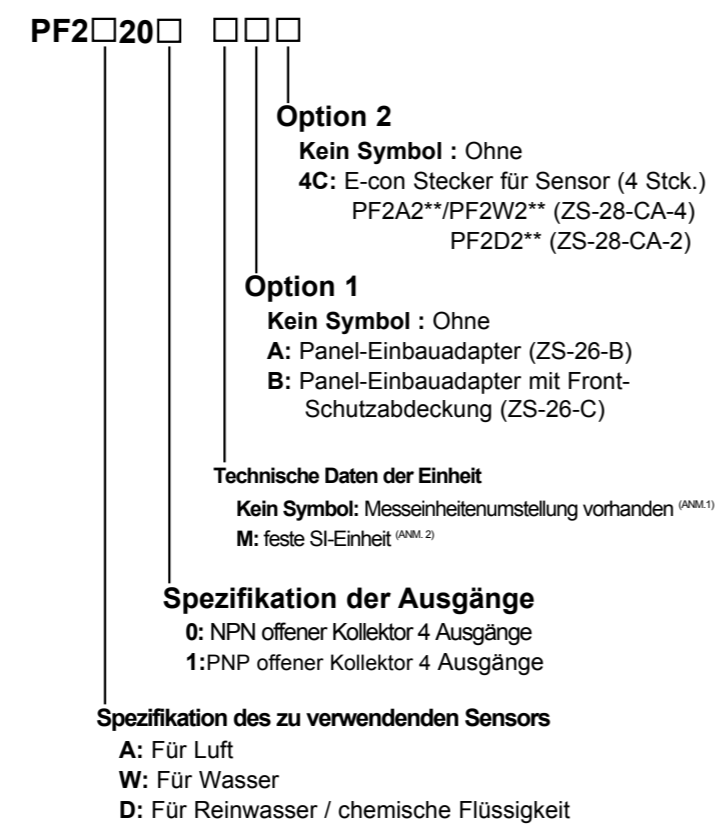 PF2□20□ □□□
Option 2
Kein Symbol : Ohne
4C: E-con Stecker für Sensor (4 Stck.)
PF2A2**/PF2W2** (ZS-28-CA-4)
PF2D2** (ZS-28-CA-2)
Option 1
Kein Symbol : Ohne
A: Panel-Einbauadapter (ZS-26-B)
B: Panel-Einbauadapter mit Front-
Schutzabdeckung (ZS-26-C)
Technische Daten der Einheit
Kein Symbol: Messeinheitenumstellung vorhanden (ANM.1)
M: feste SI-Einheit (ANM. 2)
Spezifikation der Ausgänge
0: NPN offener Kollektor 4 Ausgänge
1:PNP offener Kollektor 4 Ausgänge
Spezifikation des zu verwendenden Sensors
A: Für Luft
W: Für Wasser
D: Für Reinwasser / chemische Flüssigkeit